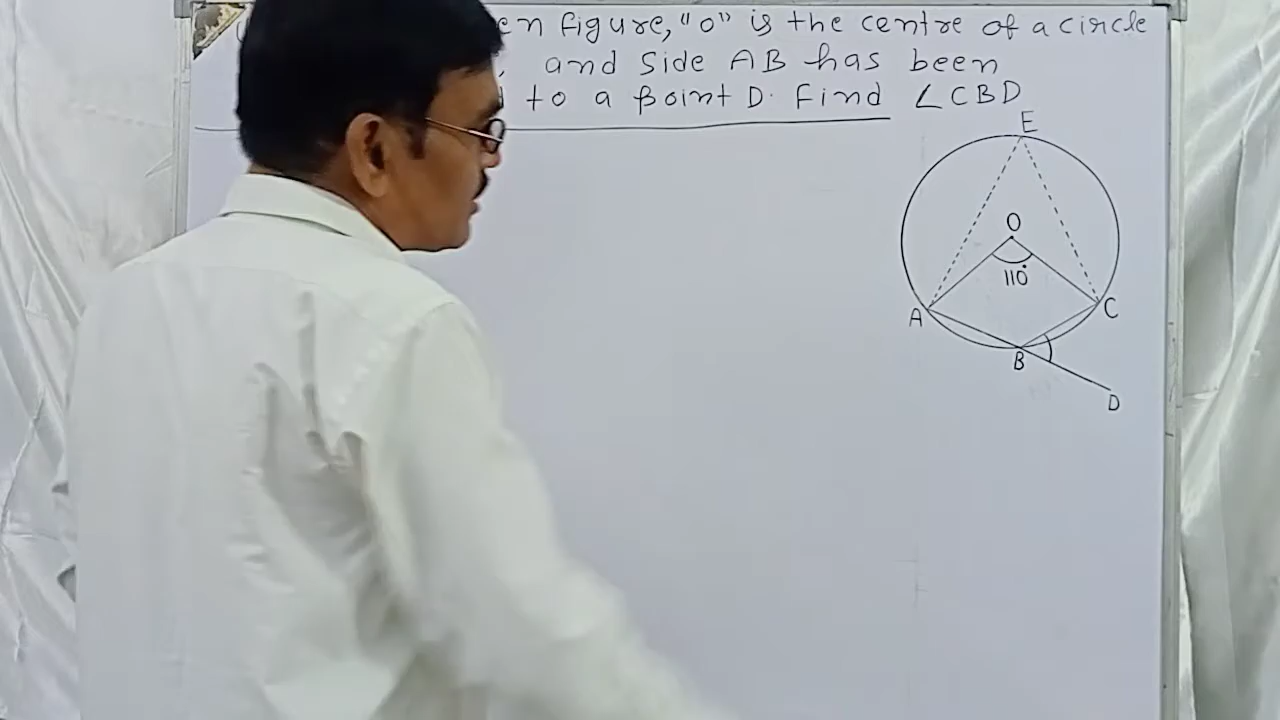 en figure, "O" is the centre of a circle
and side AB has been
to a point D. Find ∠CBD
E
O
110°
A
C
B
D